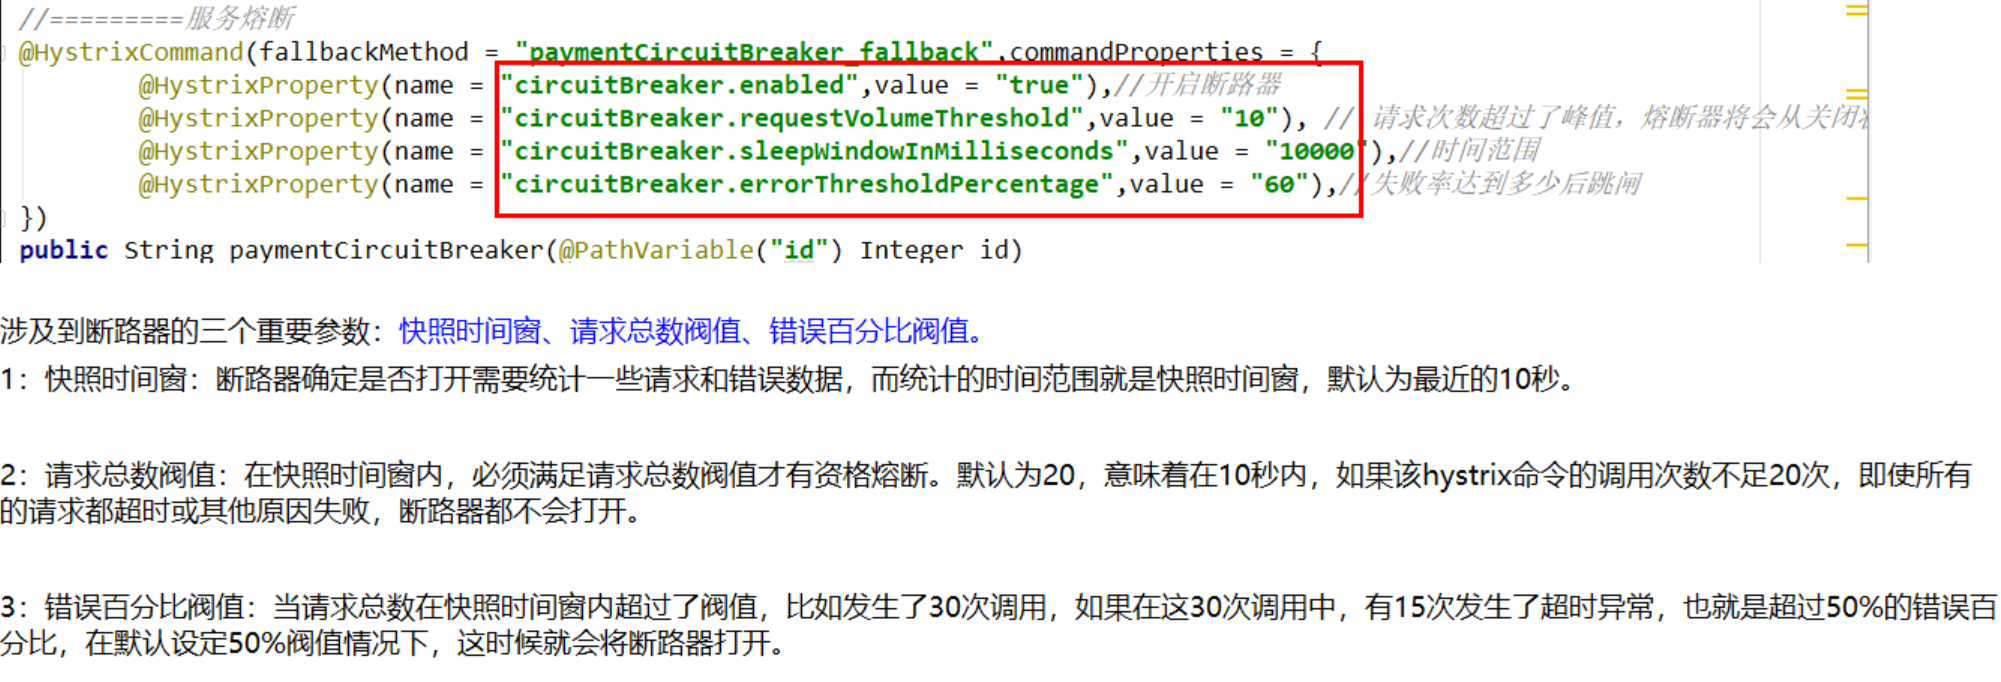 //=========服务熔断
@HystrixCommand(fallbackMethod = "paymentCircuitBreaker_fallback",commandProperties = {
@HystrixProperty(name = "circuitBreaker.enabled",value = "true"),//开启断路器
@HystrixProperty(name = "circuitBreaker.requestVolumeThreshold",value = "10"), // 请求次数超过了峰值，熔断器将会从关闭
@HystrixProperty(name = "circuitBreaker.sleepWindowInMilliseconds",value = "10000"),//时间范围
@HystrixProperty(name = "circuitBreaker.errorThresholdPercentage",value = "60"),//失败率达到多少后跳闸
})
public String paymentCircuitBreaker(@PathVariable("id") Integer id)
涉及到断路器的三个重要参数：快照时间窗、请求总数阀值、错误百分比阀值。
1：快照时间窗：断路器确定是否打开需要统计一些请求和错误数据，而统计的时间范围就是快照时间窗，默认为最近的10秒。
2：请求总数阀值：在快照时间窗内，必须满足请求总数阀值才有资格熔断。默认为20，意味着在10秒内，如果该hystrix命令的调用次数不足20次，即使所有
的请求都超时或其他原因失败，断路器都不会打开。
3：错误百分比阀值：当请求总数在快照时间窗内超过了阀值，比如发生了30次调用，如果在这30次调用中，有15次发生了超时异常，也就是超过50%的错误百
分比，在默认设定50%阀值情况下，这时候就会将断路器打开。